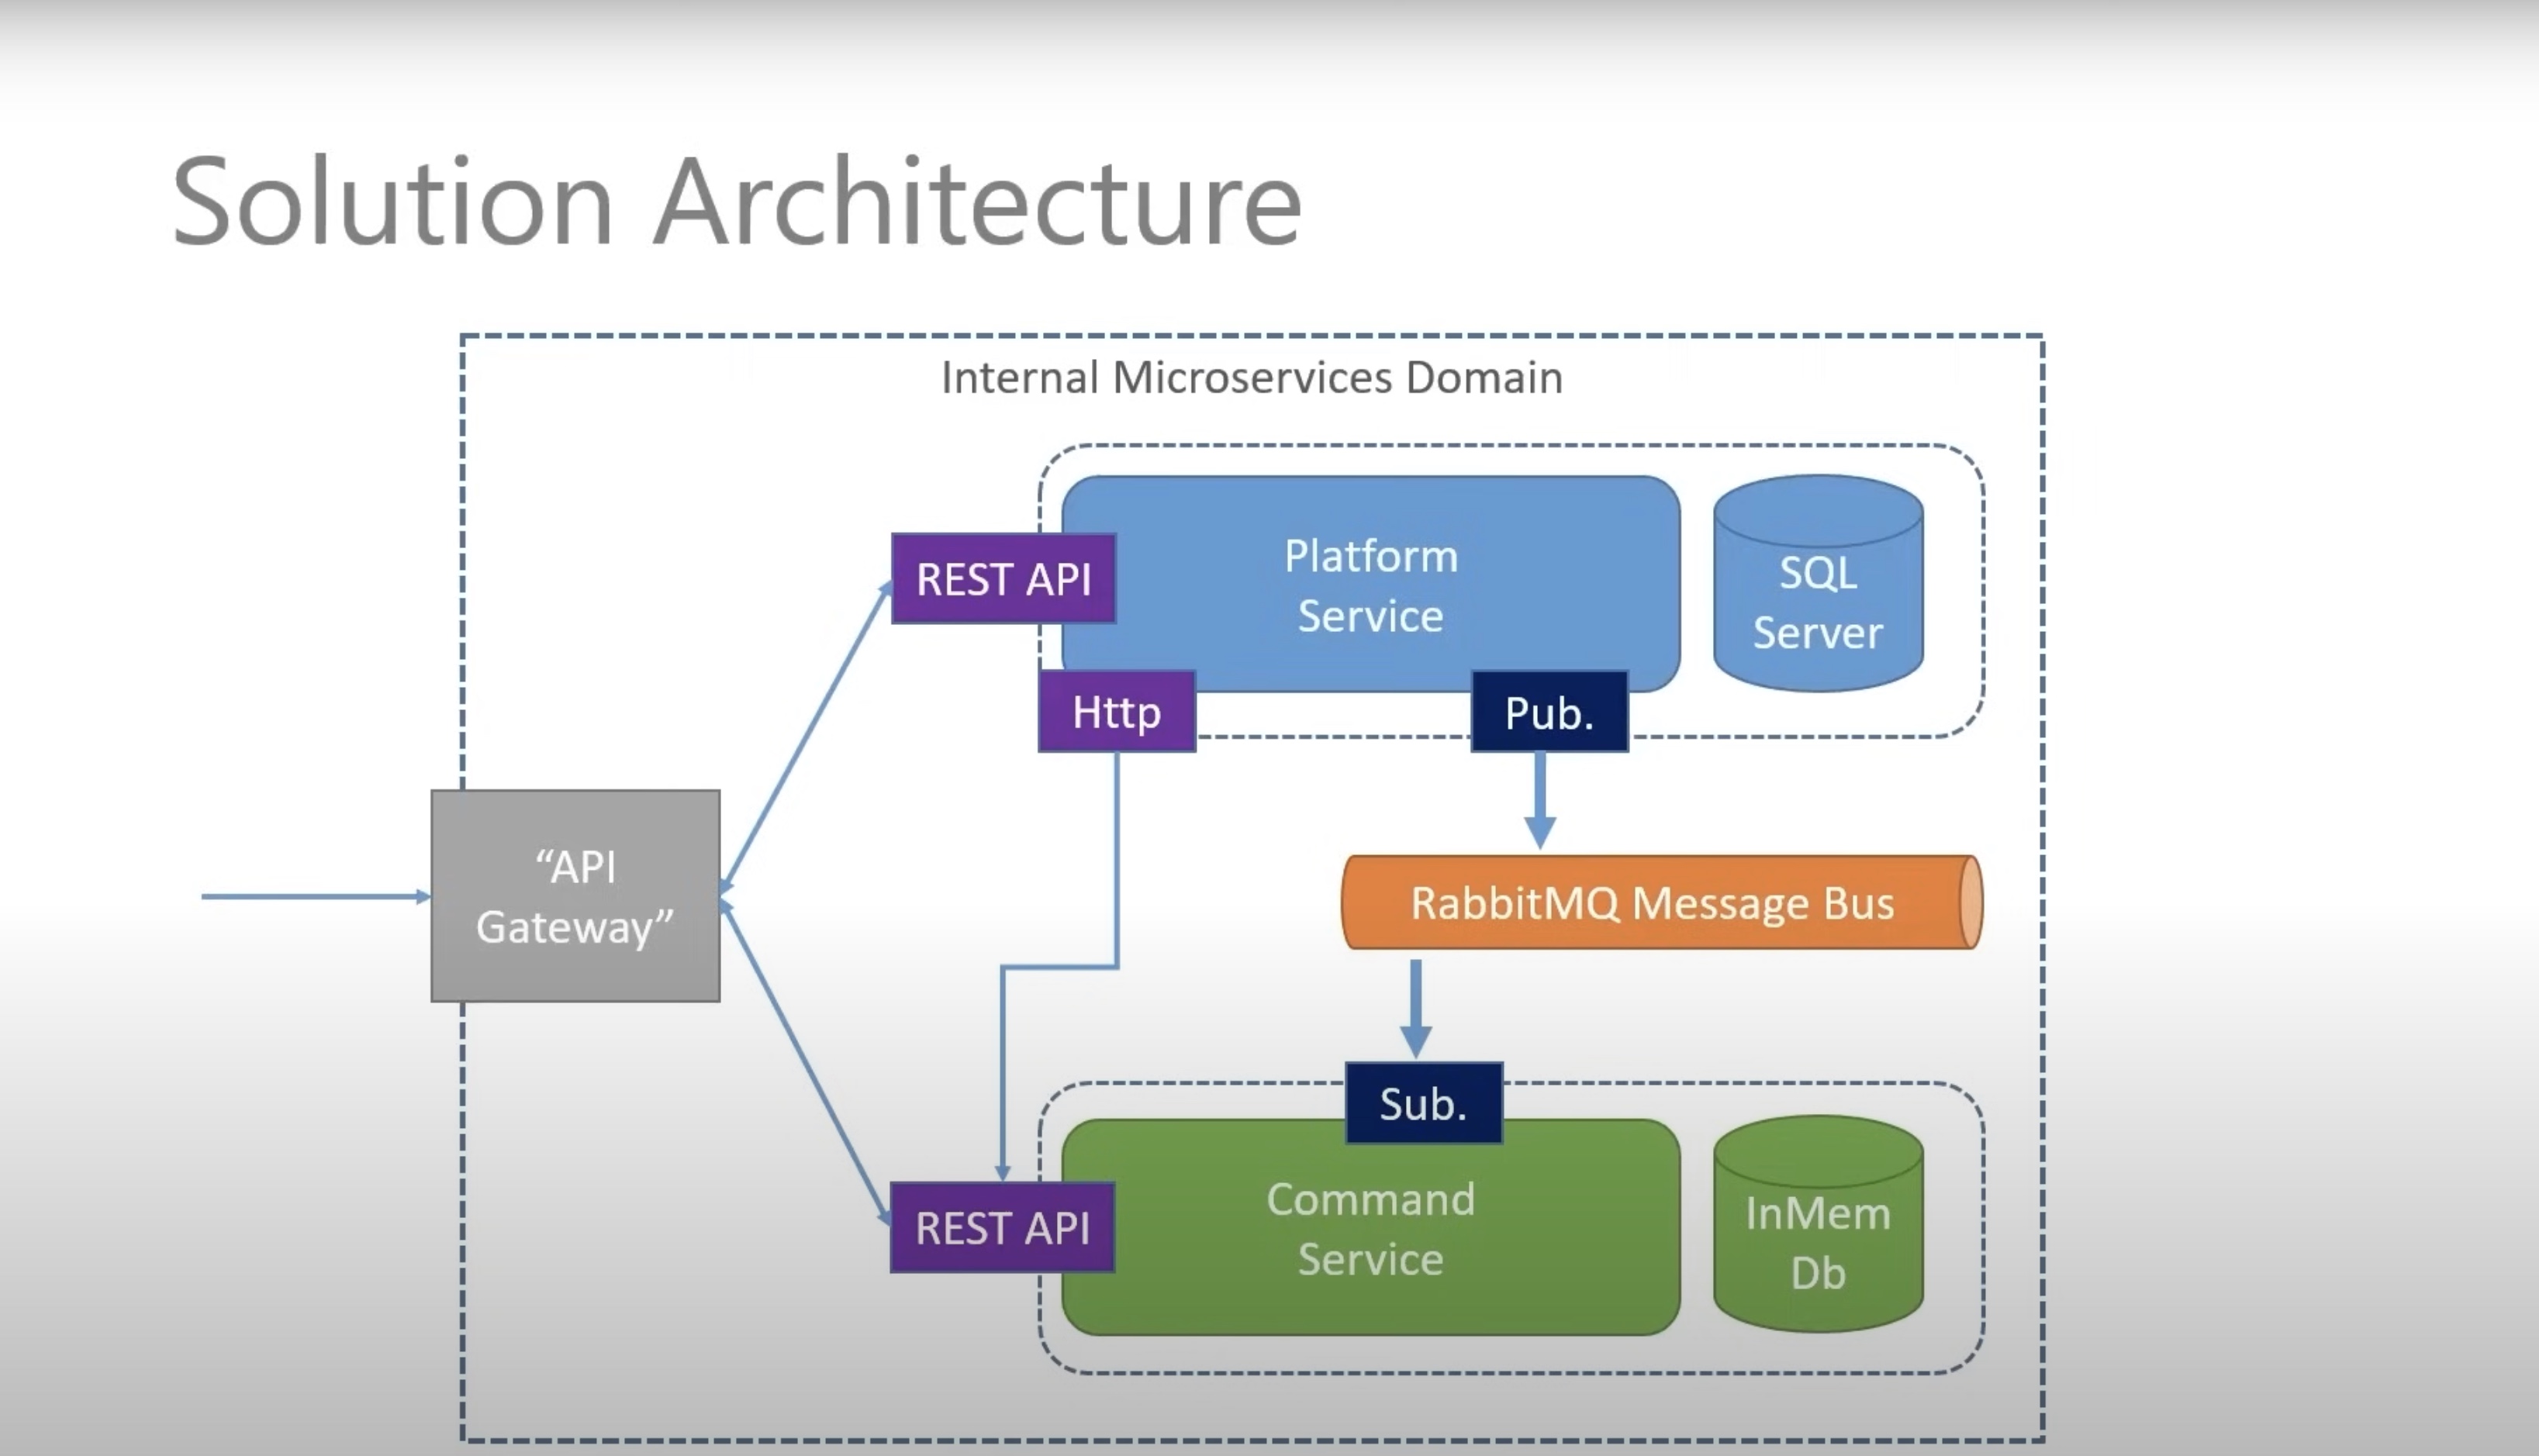 Solution Architecture
Internal Microservices Domain
REST API
Platform
Service
SQL
Server
Http
Pub.
“API
Gateway”
RabbitMQ Message Bus
Sub.
REST API
Command
Service
InMem
Db